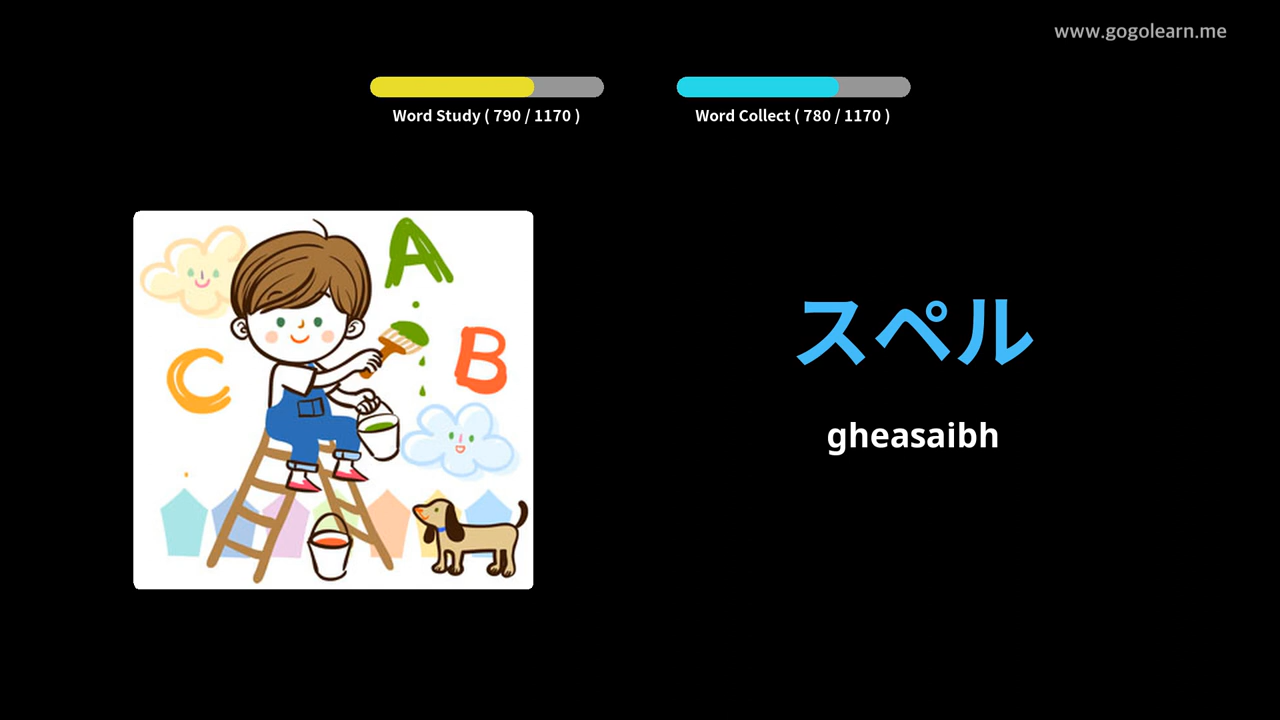 www.gogolearn.me
Word Study ( 790 / 1170 )
Word Collect ( 780 / 1170 )
A
B
C
スペル
gheasaibh